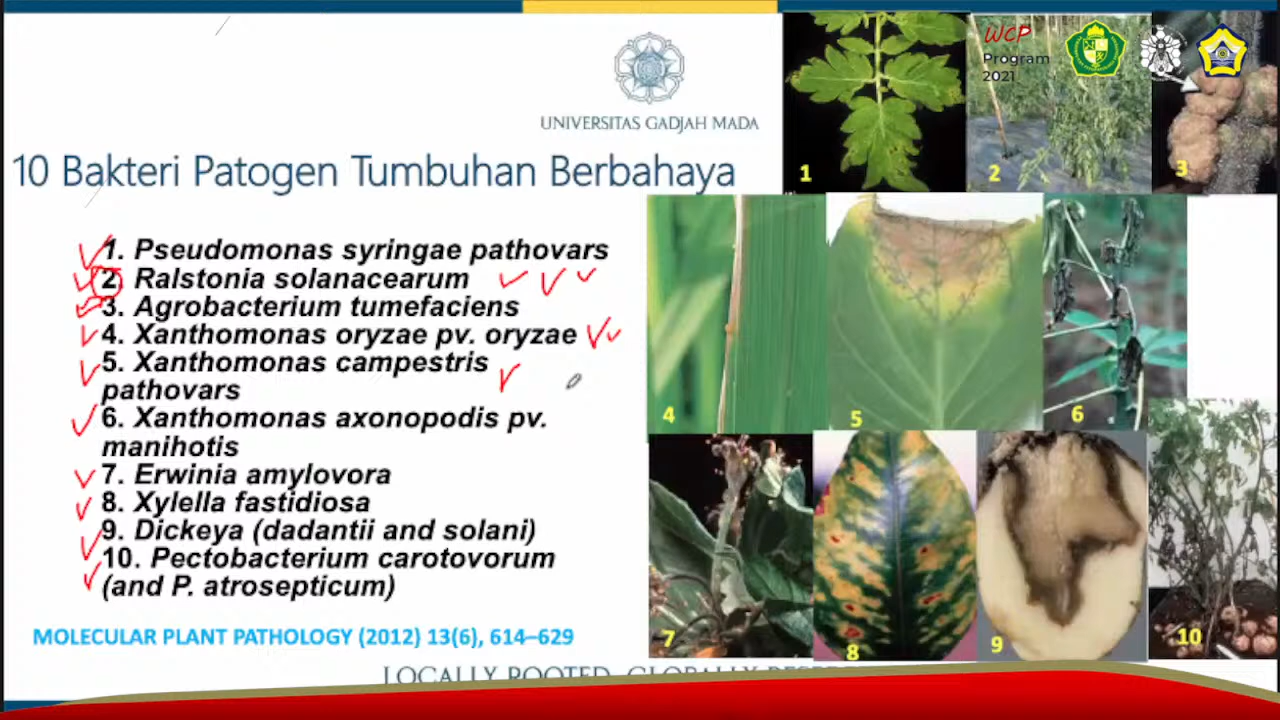 WCP
Program
2021
UNIVERSITAS GADJAH MADA
10 Bakteri Patogen Tumbuhan Berbahaya
1. Pseudomonas syringae pathovars
2. Ralstonia solanacearum
3. Agrobacterium tumefaciens
4. Xanthomonas oryzae pv. oryzae
5. Xanthomonas campestris
pathovars
6. Xanthomonas axonopodis pv.
manihotis
7. Erwinia amylovora
8. Xylella fastidiosa
9. Dickeya (dadantii and solani)
10. Pectobacterium carotovorum
(and P. atrosepticum)
MOLECULAR PLANT PATHOLOGY (2012) 13(6), 614–629
LOCALLY ROOTED, GLOBALLY
1
2
3
4
5
6
7
8
9
10